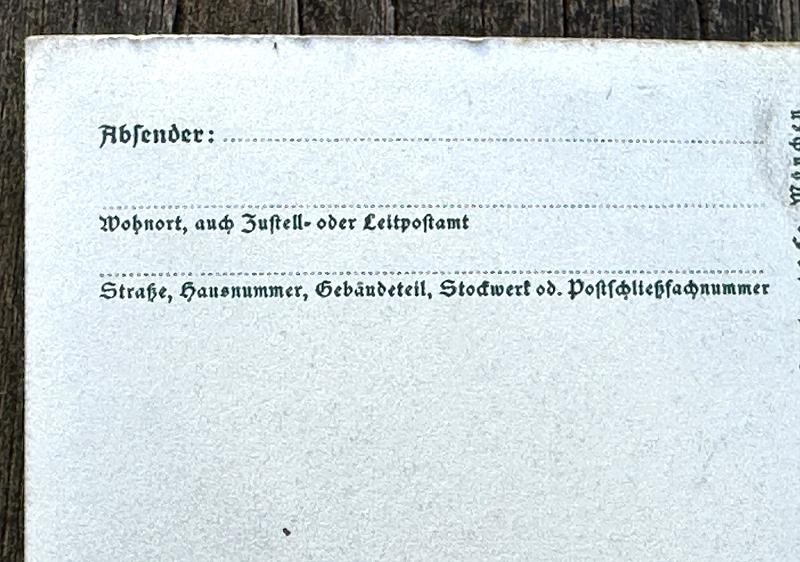 Absender:
Wohnort, auch Zustell- oder Leitpostamt
Straße, Hausnummer, Gebäudeteil, Stockwerk od. Postschließfachnummer